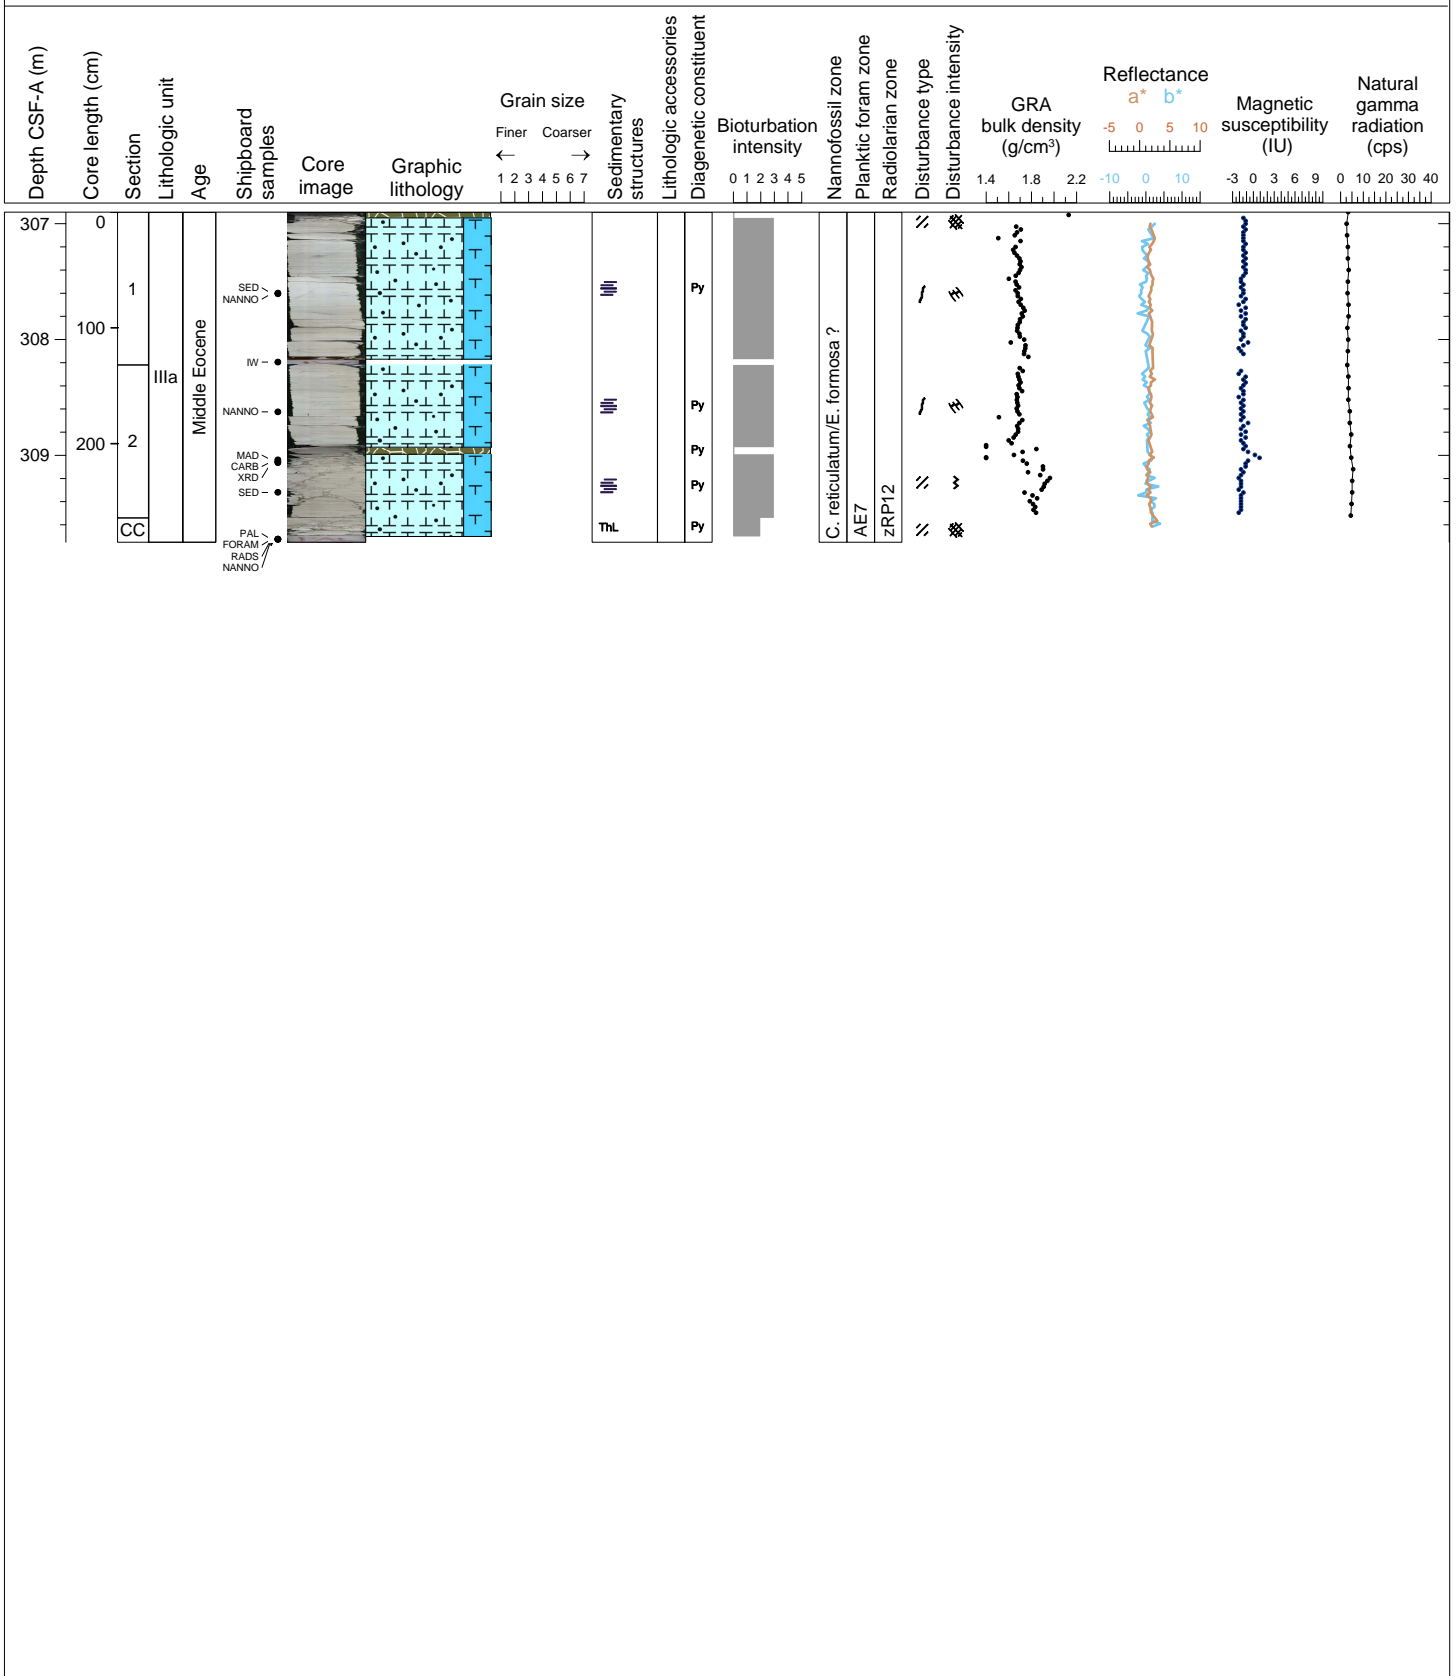 Depth CSF-A (m)
Core length (cm)
Section
Lithologic unit
Age
Shipboard
samples
Core
image
Graphic
lithology
Grain size
Finer Coarser
← →
1 2 3 4 5 6 7
Sedimentary
structures
Lithologic accessories
Diagenetic constituent
Bioturbation
intensity
0 1 2 3 4 5
Nannofossil zone
Planktic foram zone
Radiolarian zone
Disturbance type
Disturbance intensity
GRA
bulk density
(g/cm³)
1.4 1.8 2.2
Reflectance
a* b*
-5 0 5 10
-10 0 10
Magnetic
susceptibility
(IU)
-3 0 3 6 9
Natural
gamma
radiation
(cps)
0 10 20 30 40
307
308
309
0
100
200
1
2
CC
IIIa
Middle Eocene
SED
NANNO
IW
NANNO
MAD
CARB
XRD
SED
PAL
FORAM
RADS
NANNO
ThL
Py
Py
Py
Py
Py
C. reticulatum/E. formosa ?
AE7
zRP12